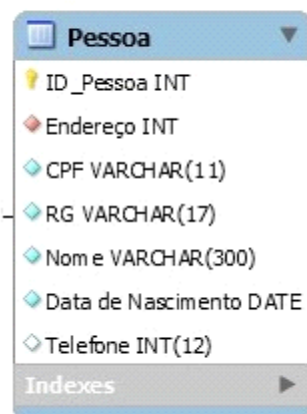 Pessoa
ID_Pessoa INT
Endereço INT
CPF VARCHAR(11)
RG VARCHAR(17)
Nome VARCHAR(300)
Data de Nascimento DATE
Telefone INT(12)
Indexes